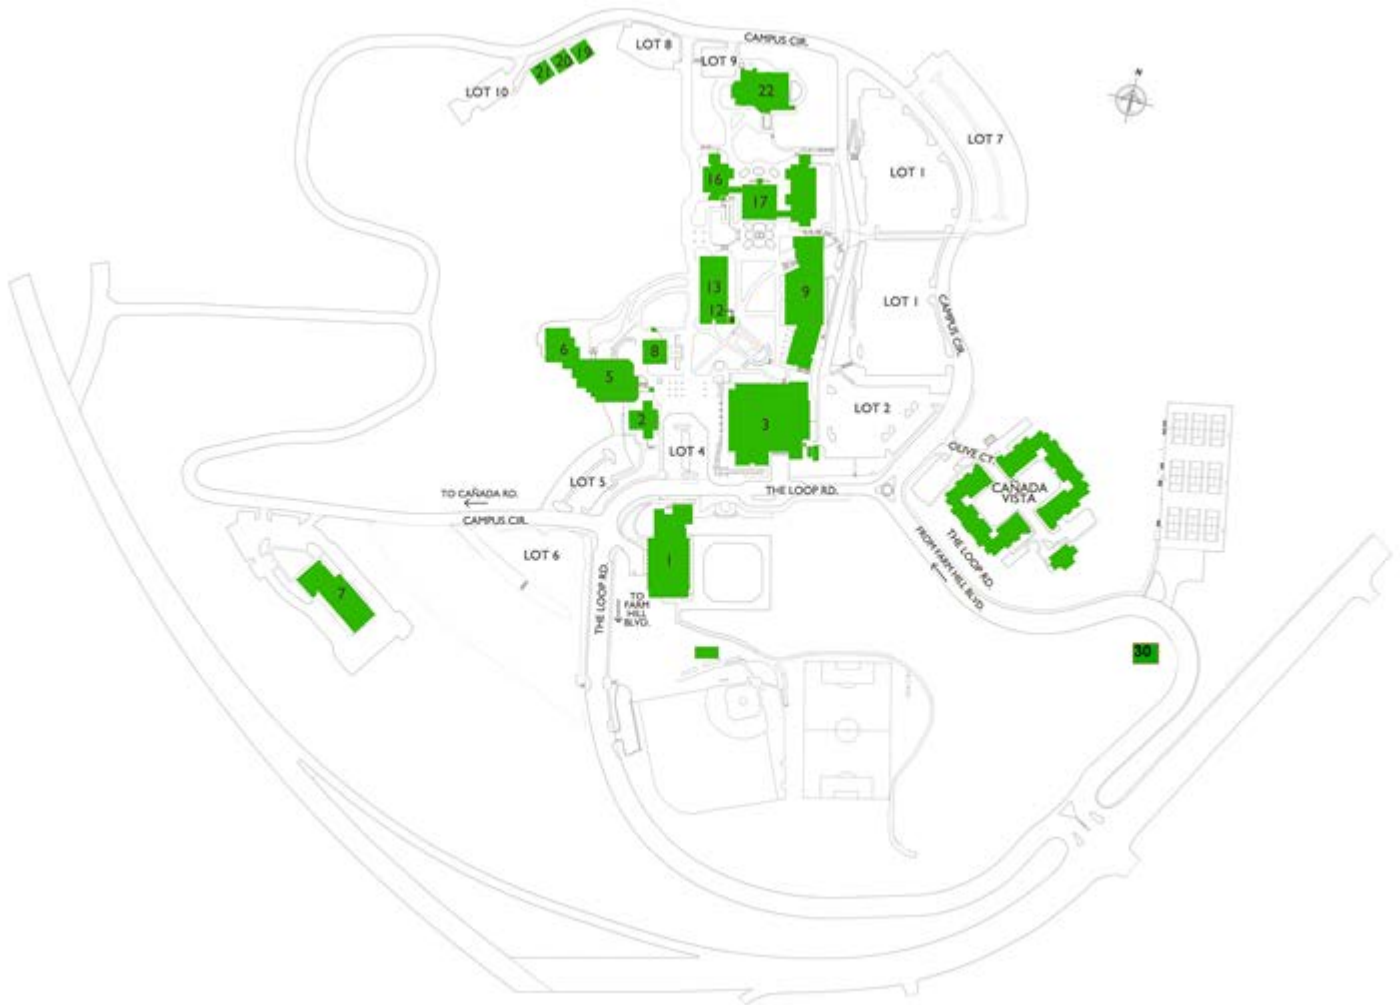 CAMPUS CIR.
LOT 8
N
LOT 9
19
20
21
LOT 10
22
LOT 7
16
LOT 1
17
13
9
LOT 1
12
CAMPUS CIR.
6
8
5
2
LOT 2
3
LOT 4
OLIVE CT.
LOT 5
CAÑADA
VISTA
TO CAÑADA RD.
THE LOOP RD.
CAMPUS CIR.
LOT 6
1
THE LOOP RD.
FROM FARM HILL BLVD.
THE LOOP RD.
TO
FARM
HILL
BLVD.
7
30